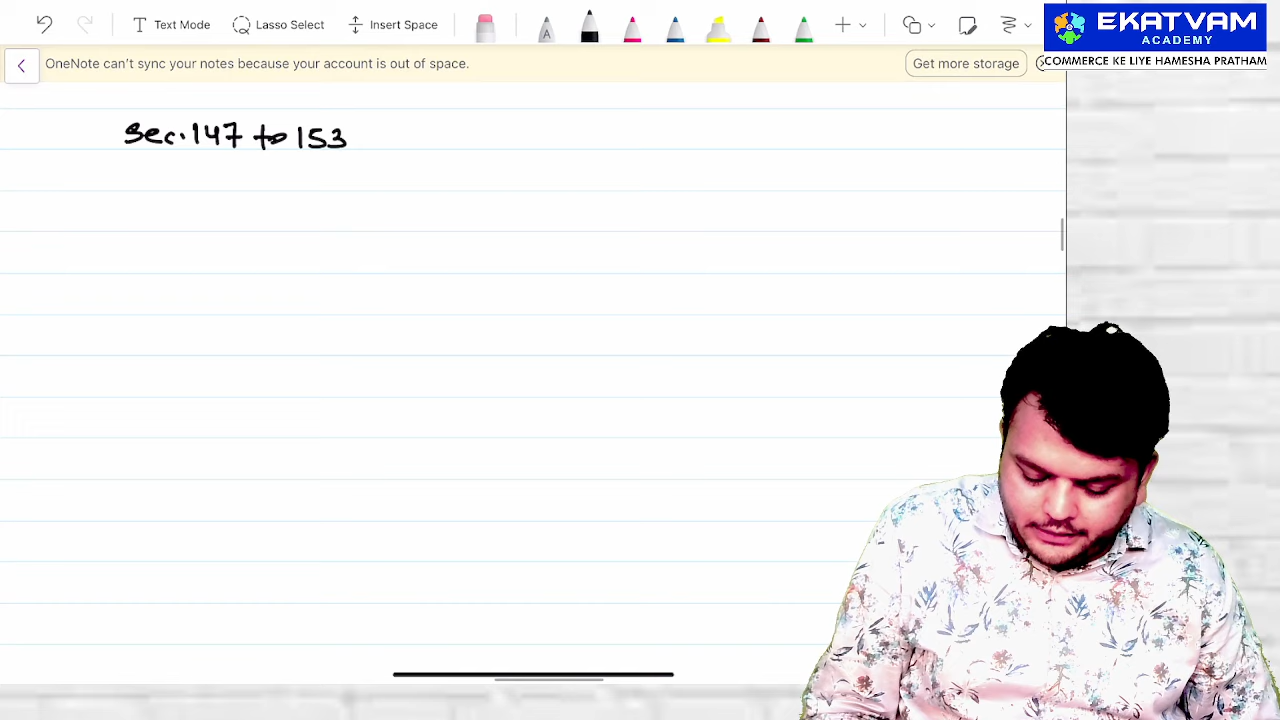 Text Mode Lasso Select Insert Space A
EKATVAM
ACADEMY
COMMERCE KE LIYE HAMESHA PRATHAM
OneNote can't sync your notes because your account is out of space. Get more storage
Sec. 147 to 153